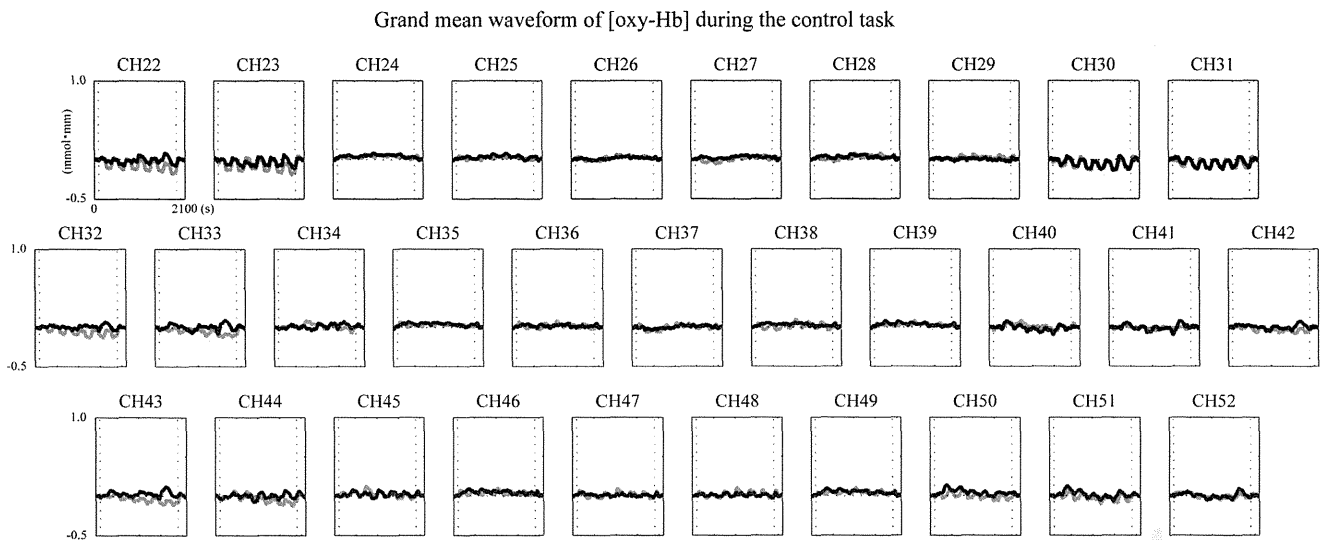 Grand mean waveform of [oxy-Hb] during the control task
CH22 CH23 CH24 CH25 CH26 CH27 CH28 CH29 CH30 CH31
1.0
(mmol·mm)
-0.5
0 2100 (s)
CH32 CH33 CH34 CH35 CH36 CH37 CH38 CH39 CH40 CH41 CH42
1.0
-0.5
CH43 CH44 CH45 CH46 CH47 CH48 CH49 CH50 CH51 CH52
1.0
-0.5